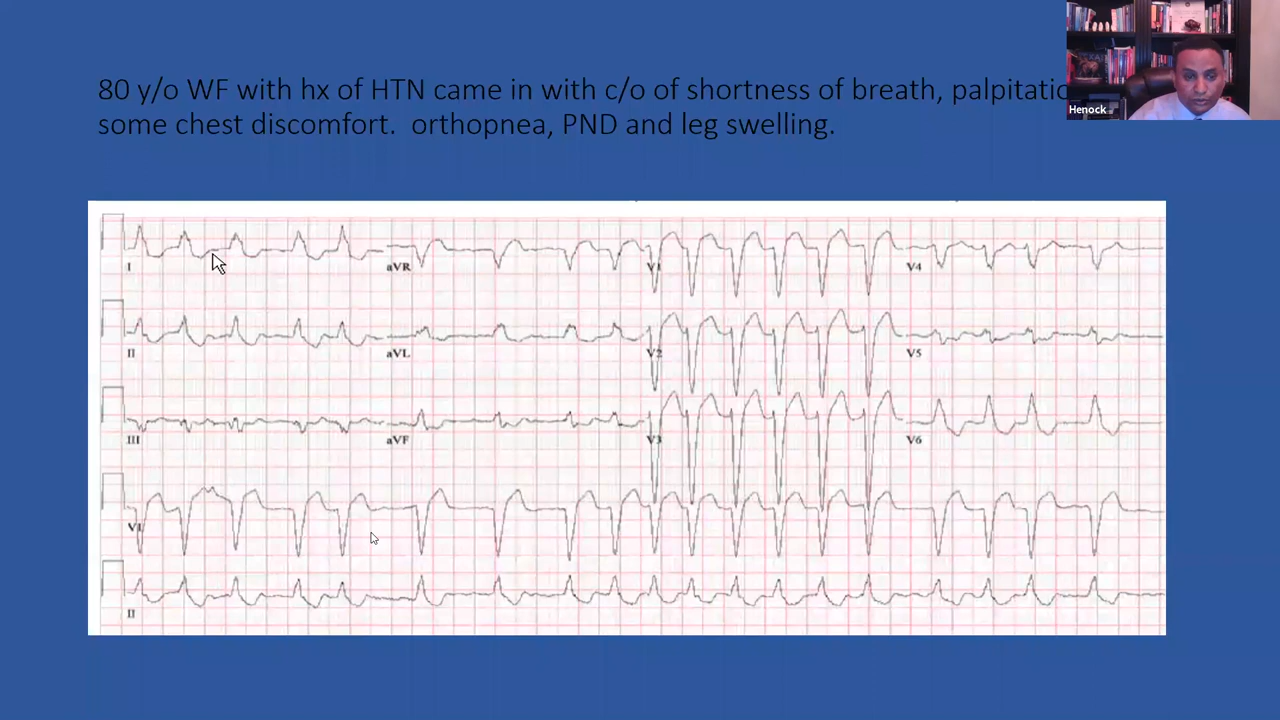 80 y/o WF with hx of HTN came in with c/o of shortness of breath,
some chest discomfort.  orthopnea, PND and leg swelling.
Henock
I aVR V1 V4
II aVL V2 V5
III aVF V3 V6
V1
II